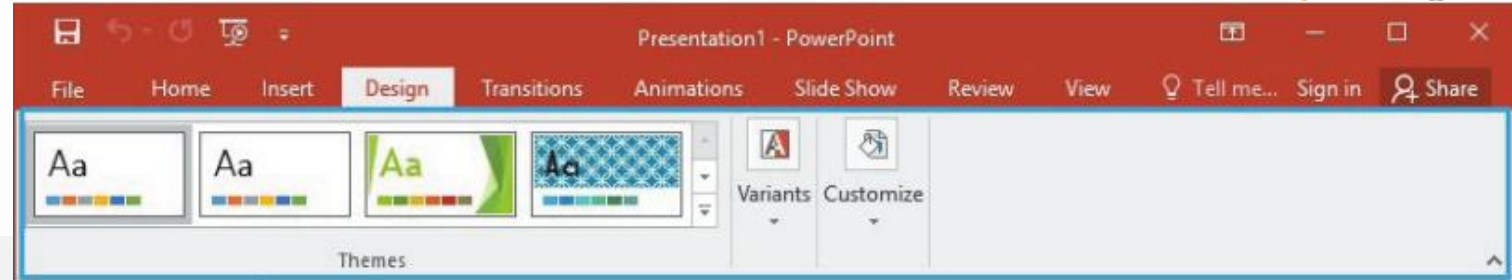 Presentation1 - PowerPoint
File Home Insert Design Transitions Animations Slide Show Review View Tell me... Sign in Share
Aa Aa Aa Aa
Variants Customize
Themes